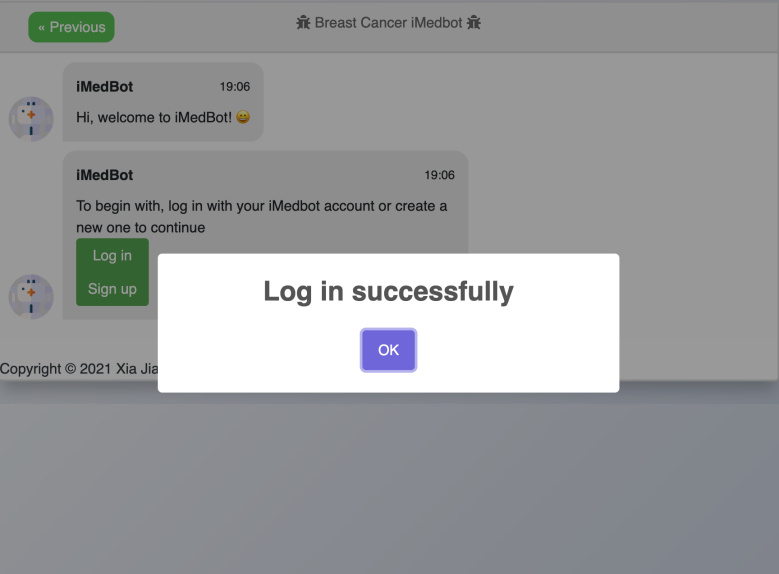 « Previous
Breast Cancer iMedbot
iMedBot 19:06
Hi, welcome to iMedBot!
iMedBot 19:06
To begin with, log in with your iMedbot account or create a
new one to continue
Log in
Sign up
Log in successfully
OK
Copyright © 2021 Xia Jia